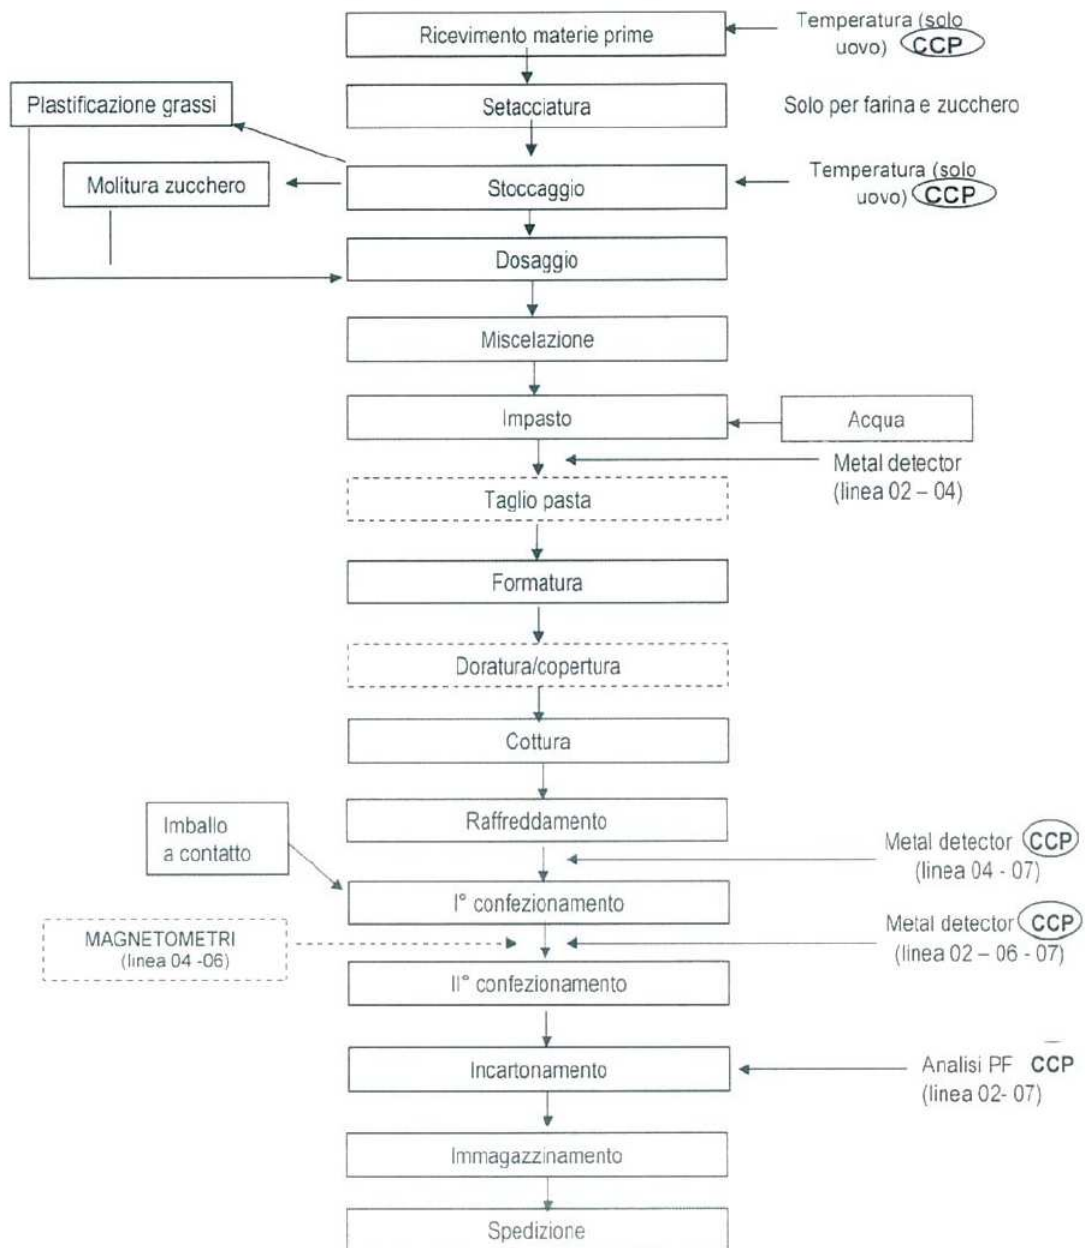 Ricevimento materie prime
Temperatura (solo
uovo) CCP
Plastificazione grassi
Setacciatura
Solo per farina e zucchero
Molitura zucchero
Stoccaggio
Temperatura (solo
uovo) CCP
Dosaggio
Miscelazione
Impasto
Acqua
Metal detector
(linea 02 – 04)
Taglio pasta
Formatura
Doratura/copertura
Cottura
Imballo
a contatto
Raffreddamento
Metal detector CCP
(linea 04 - 07)
I° confezionamento
MAGNETOMETRI
(linea 04 -06)
Metal detector CCP
(linea 02 – 06 - 07)
II° confezionamento
Incartonamento
Analisi PF CCP
(linea 02- 07)
Immagazzinamento
Spedizione